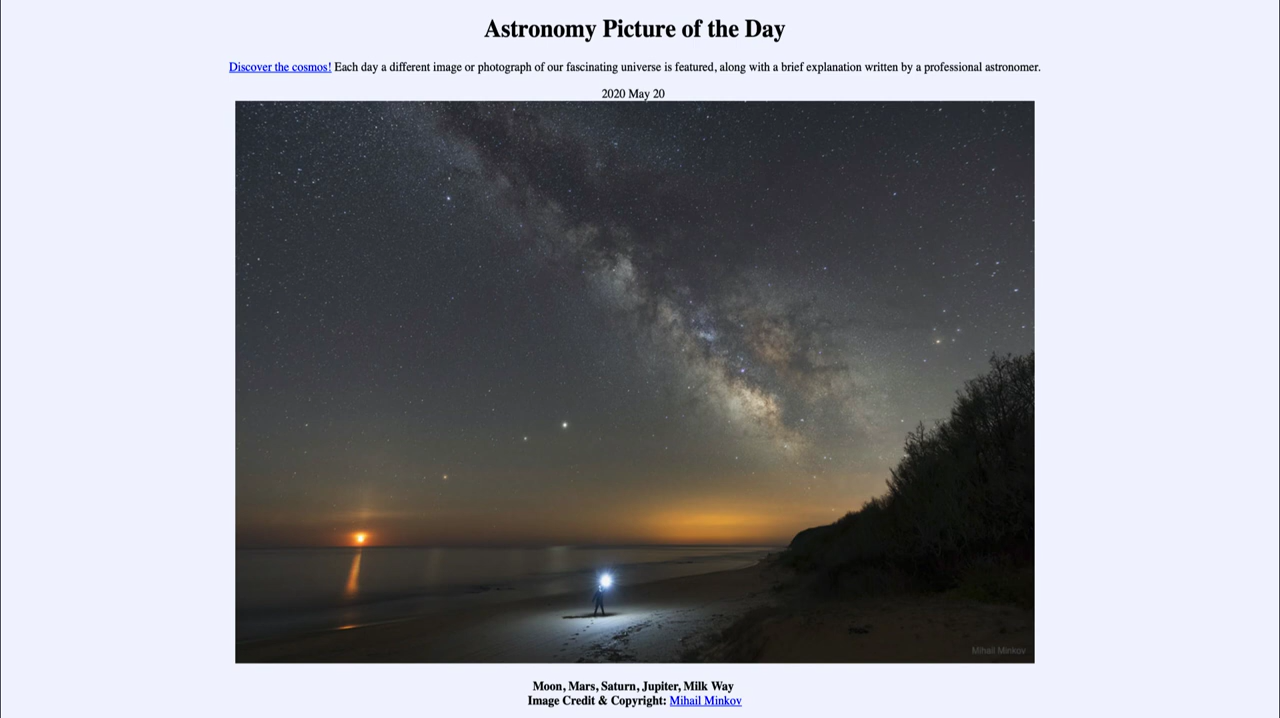 Astronomy Picture of the Day
Discover the cosmos! Each day a different image or photograph of our fascinating universe is featured, along with a brief explanation written by a professional astronomer.
2020 May 20
Mihail Minkov
Moon, Mars, Saturn, Jupiter, Milk Way
Image Credit & Copyright: Mihail Minkov